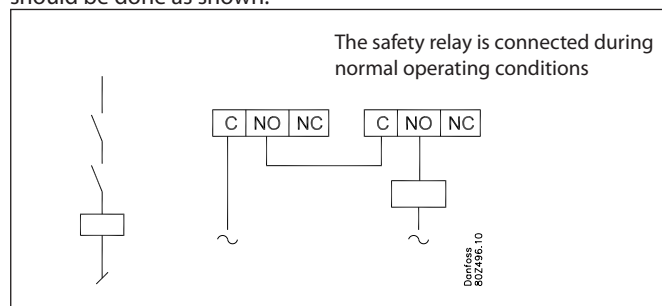 should be done as shown:
The safety relay is connected during
normal operating conditions
C NO NC C NO NC
Danfoss
80Z496.10